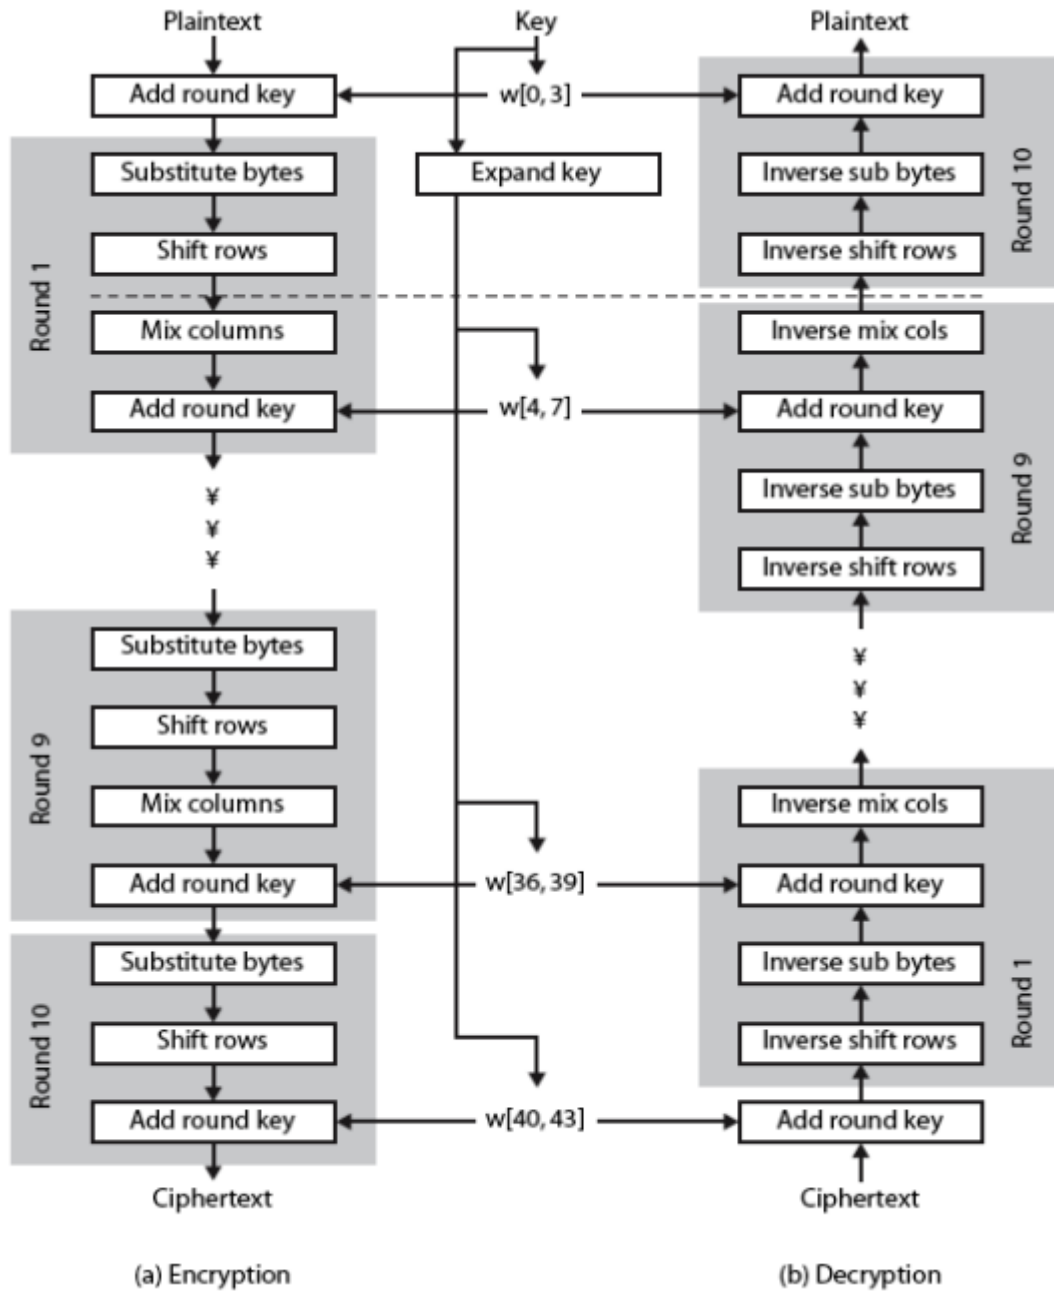 Plaintext
Add round key
Round 1
Substitute bytes
Shift rows
Mix columns
Add round key
¥
¥
¥
Round 9
Substitute bytes
Shift rows
Mix columns
Add round key
Round 10
Substitute bytes
Shift rows
Add round key
Ciphertext
(a) Encryption
Key
w[0, 3]
Expand key
w[4, 7]
w[36, 39]
w[40, 43]
Plaintext
Add round key
Inverse sub bytes
Inverse shift rows
Round 10
Inverse mix cols
Add round key
Inverse sub bytes
Inverse shift rows
Round 9
¥
¥
¥
Inverse mix cols
Add round key
Inverse sub bytes
Inverse shift rows
Round 1
Add round key
Ciphertext
(b) Decryption